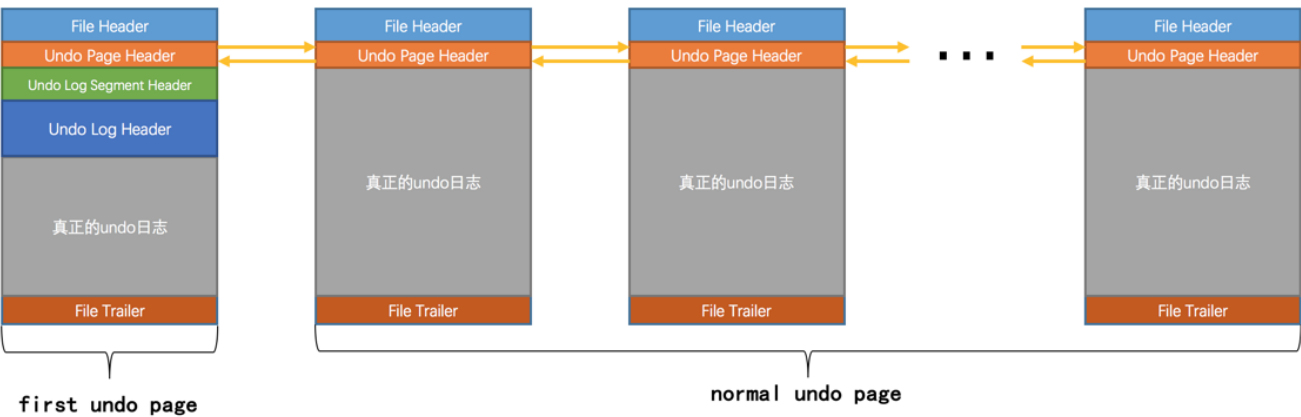 File Header
Undo Page Header
Undo Log Segment Header
Undo Log Header
真正的undo日志
File Trailer
first undo page
File Header
Undo Page Header
真正的undo日志
File Trailer
File Header
Undo Page Header
真正的undo日志
File Trailer
...
File Header
Undo Page Header
真正的undo日志
File Trailer
normal undo page